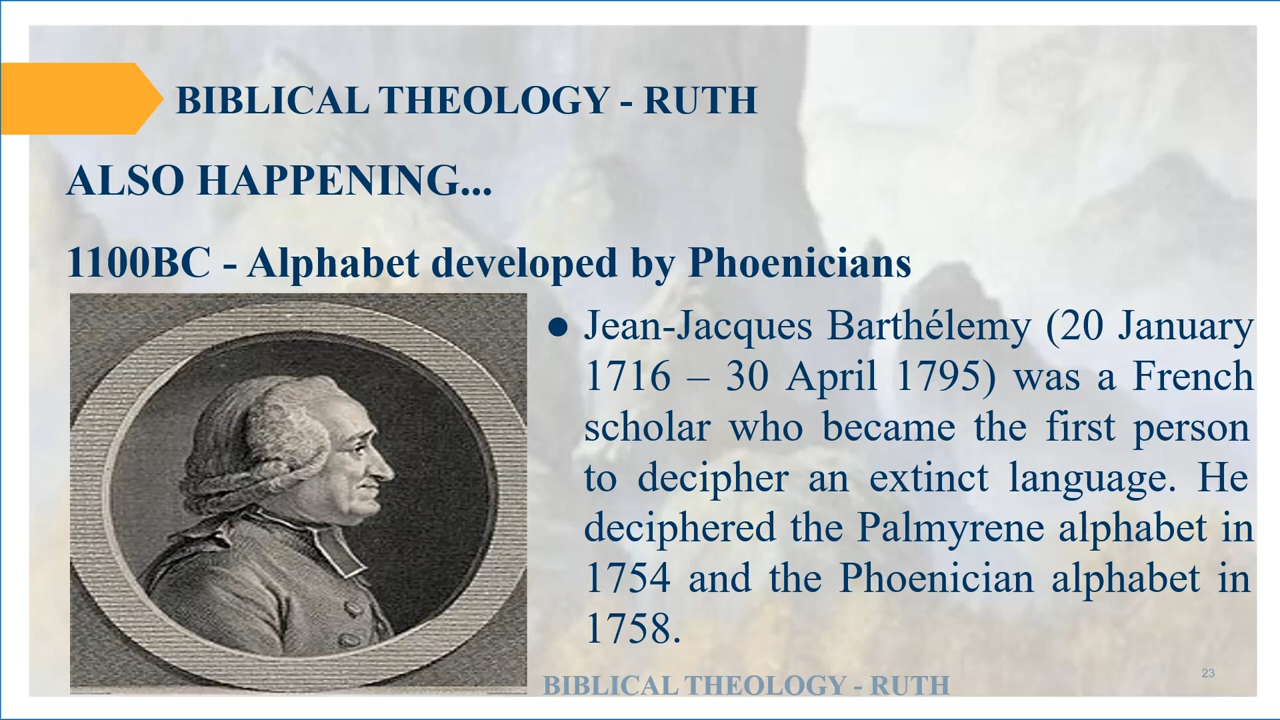 BIBLICAL THEOLOGY - RUTH
ALSO HAPPENING...
1100BC - Alphabet developed by Phoenicians
● Jean-Jacques Barthélemy (20 January
1716 – 30 April 1795) was a French
scholar who became the first person
to decipher an extinct language. He
deciphered the Palmyrene alphabet in
1754 and the Phoenician alphabet in
1758.
BIBLICAL THEOLOGY - RUTH
23